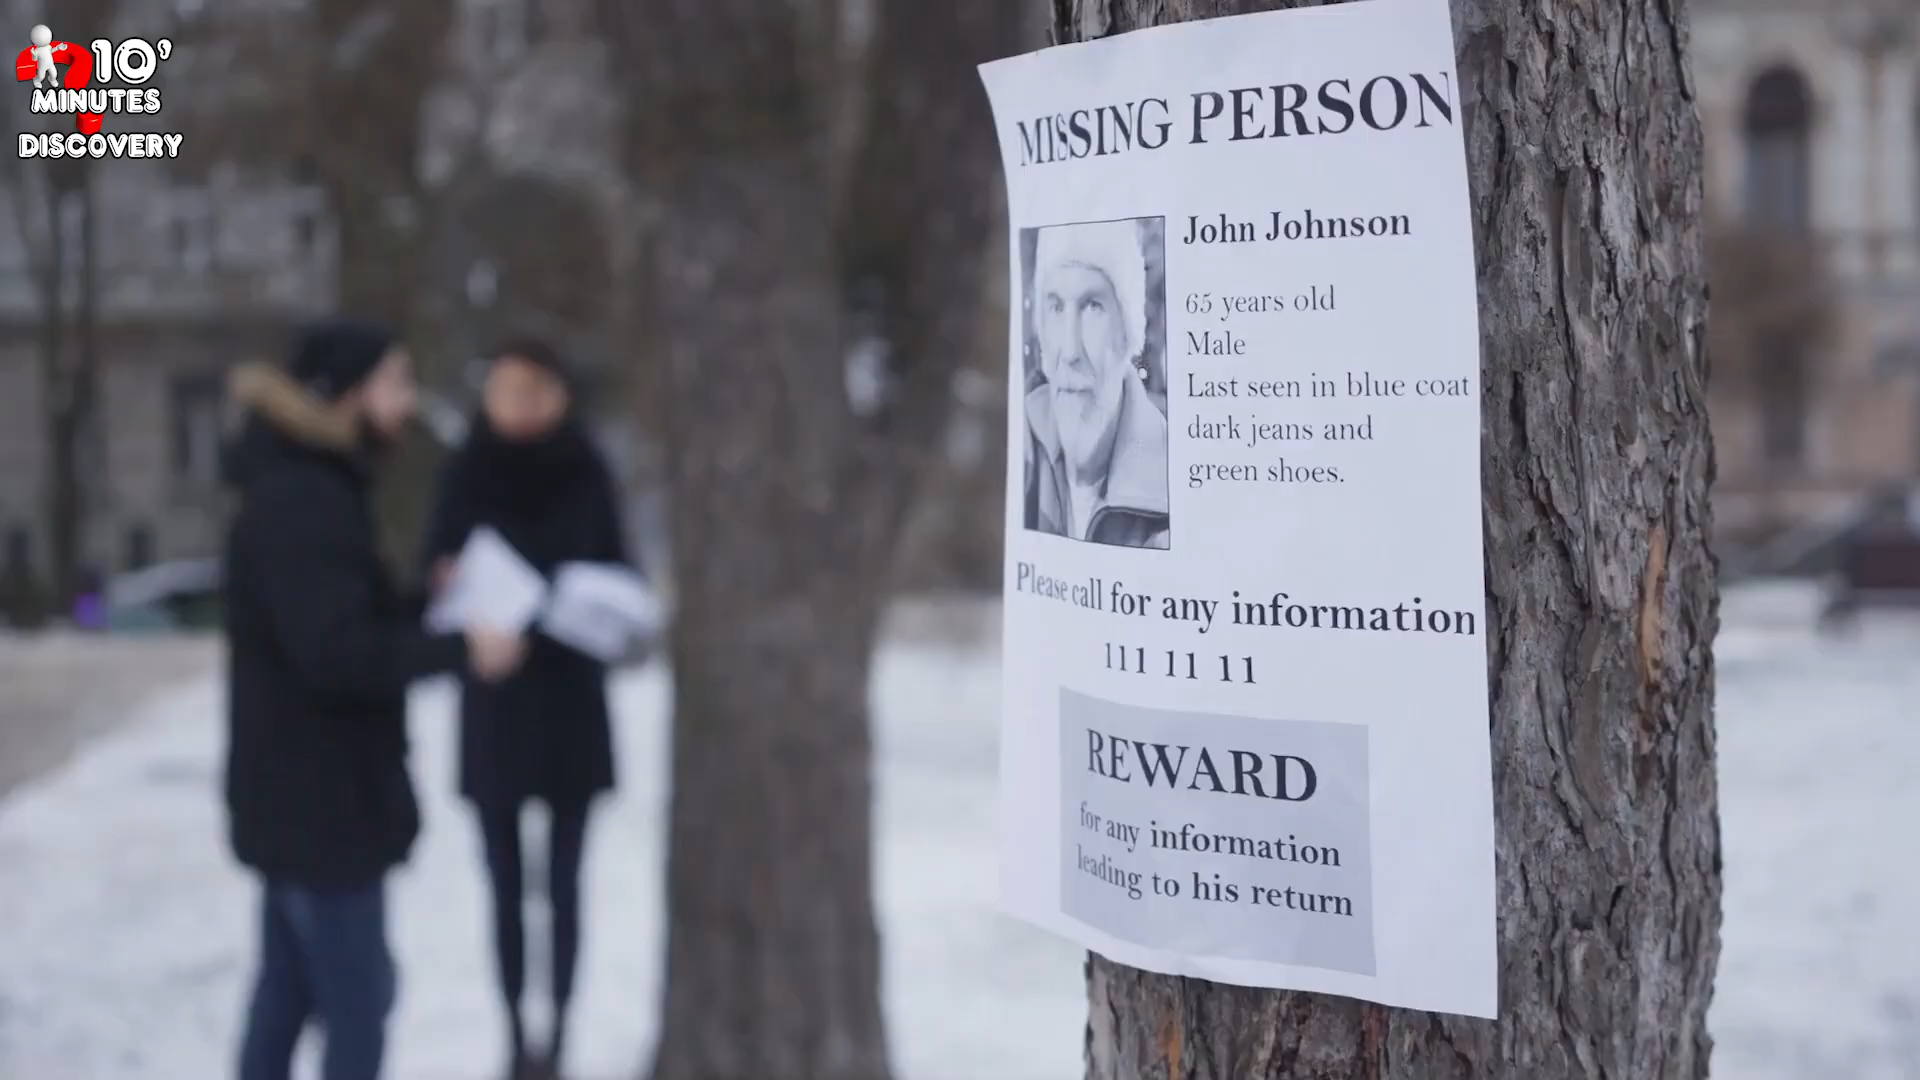 10'
MINUTES
DISCOVERY
MISSING PERSON
John Johnson
65 years old
Male
Last seen in blue coat
dark jeans and
green shoes.
Please call for any information
111 11 11
REWARD
for any information
leading to his return